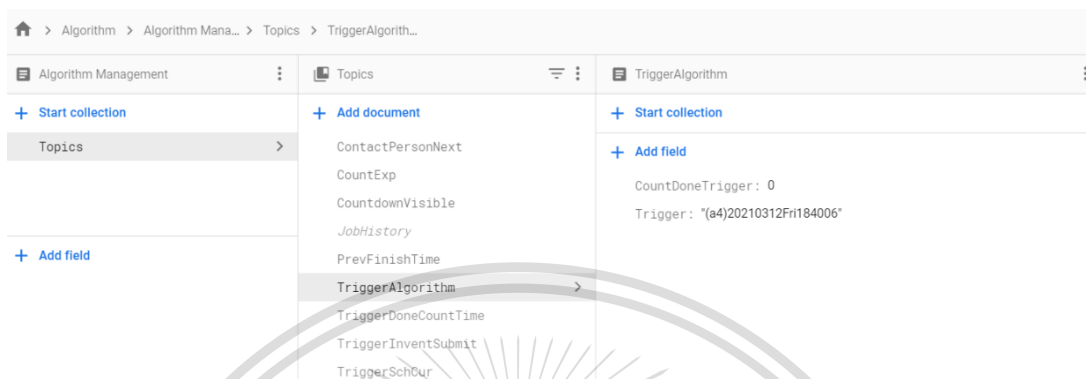 Algorithm > Algorithm Mana… > Topics > TriggerAlgorith…
Algorithm Management
Start collection
Topics
Add field
Topics
Add document
ContactPersonNext
CountExp
CountdownVisible
JobHistory
PrevFinishTime
TriggerAlgorithm
TriggerDoneCountTime
TriggerInventSubmit
TriggerSchCur
TriggerAlgorithm
Start collection
Add field
CountDoneTrigger: 0
Trigger: "(a4)20210312Fri184006"